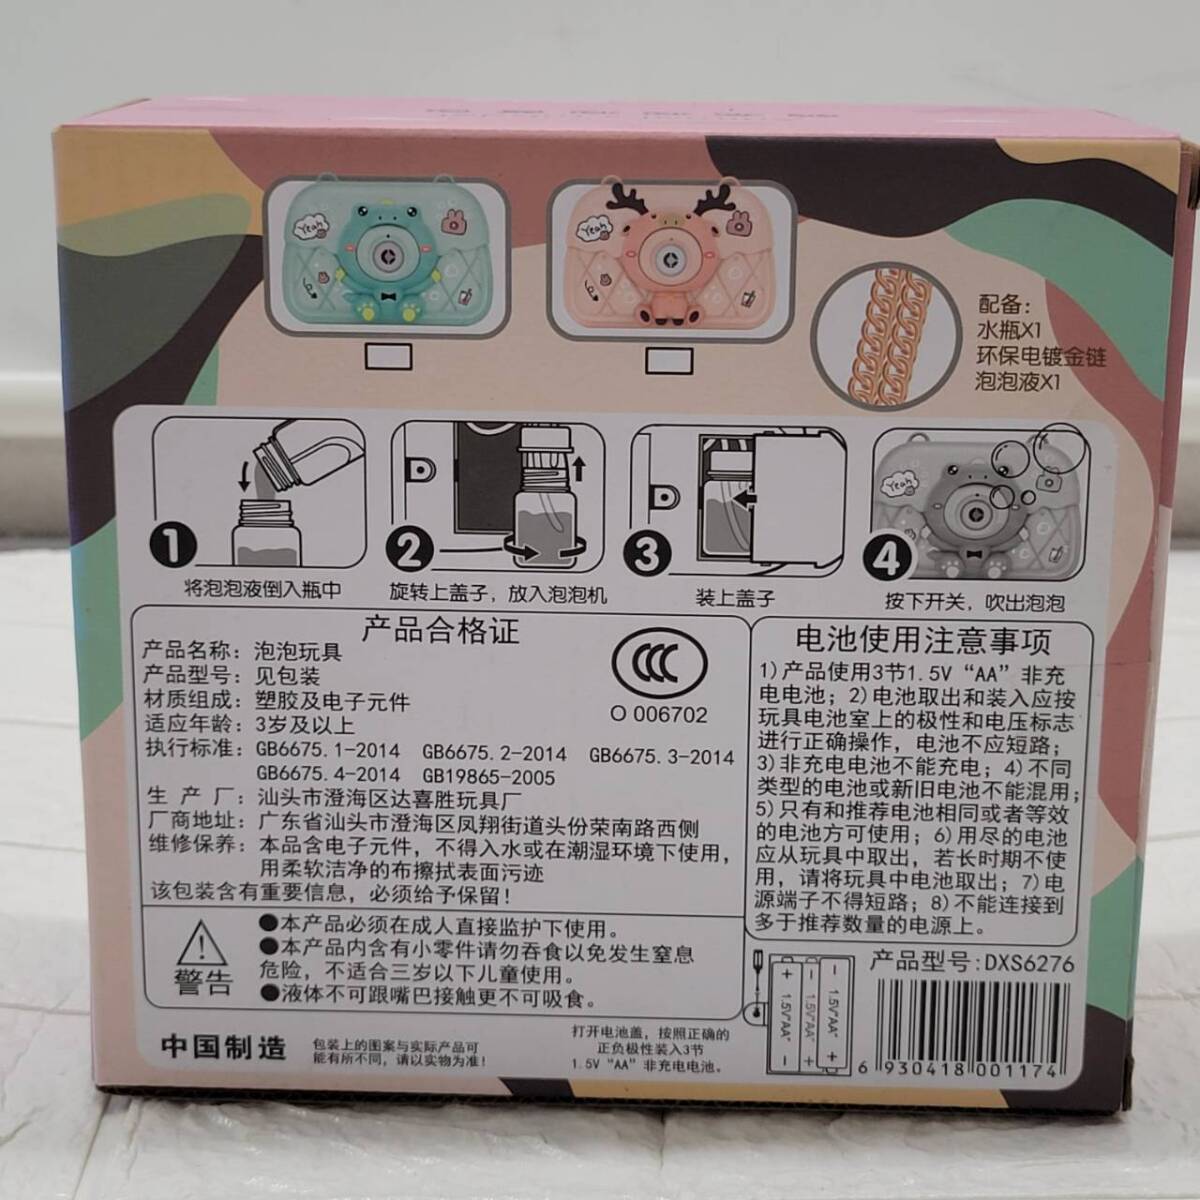 Yeah
Yeah
配备：
水瓶X1
环保电镀金链
泡泡液X1
Yeah
1
2
3
4
将泡泡液倒入瓶中
旋转上盖子，放入泡泡机
装上盖子
按下开关，吹出泡泡
产品合格证
产品名称：泡泡玩具
产品型号：见包装
材质组成：塑胶及电子元件
适应年龄：3岁及以上
执行标准：GB6675.1-2014 GB6675.2-2014 GB6675.3-2014
GB6675.4-2014 GB19865-2005
生 产 厂：汕头市澄海区达喜胜玩具厂
厂商地址：广东省汕头市澄海区凤翔街道头份荣南路西侧
维修保养：本品含电子元件，不得入水或在潮湿环境下使用，
用柔软洁净的布擦拭表面污迹
该包装含有重要信息，必须给予保留！
CCC
O 006702
●本产品必须在成人直接监护下使用。
●本产品内含有小零件请勿吞食以免发生窒息
危险，不适合三岁以下儿童使用。
●液体不可跟嘴巴接触更不可吸食。
警告
电池使用注意事项
1)产品使用3节1.5V“AA”非充
电电池；2)电池取出和装入应按
玩具电池室上的极性和电压标志
进行正确操作，电池不应短路；
3)非充电电池不能充电；4)不同
类型的电池或新旧电池不能混用；
5)只有和推荐电池相同或者等效
的电池方可使用；6)用尽的电池
应从玩具中取出，若长时期不使
用，请将玩具中电池取出；7)电
源端子不得短路；8)不能连接到
多于推荐数量的电源上。
中国制造
包装上的图案与实际产品可
能有所不同，请以实物为准！
打开电池盖，按照正确的
正负极性装入3节
1.5V“AA”非充电电池。
1.5V"AA"
1.5V"AA"
1.5V"AA"
产品型号:DXS6276
6 930418 001174